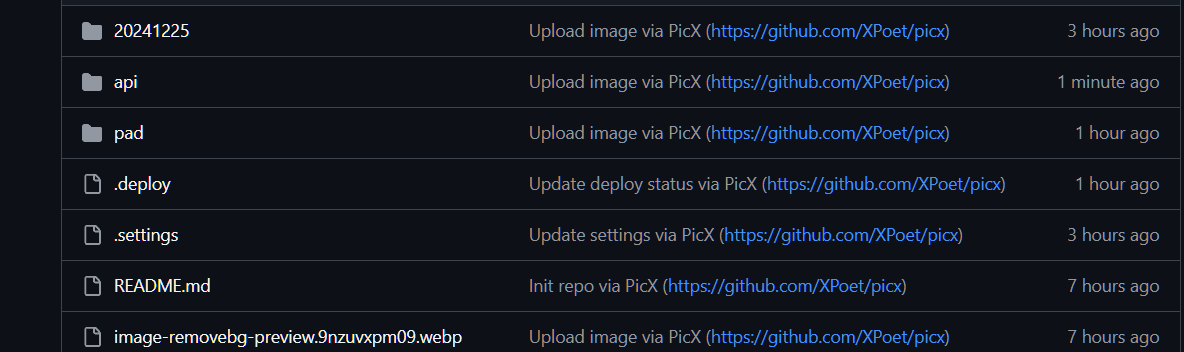 20241225 Upload image via PicX (https://github.com/XPoet/picx) 3 hours ago
api Upload image via PicX (https://github.com/XPoet/picx) 1 minute ago
pad Upload image via PicX (https://github.com/XPoet/picx) 1 hour ago
.deploy Update deploy status via PicX (https://github.com/XPoet/picx) 1 hour ago
.settings Update settings via PicX (https://github.com/XPoet/picx) 3 hours ago
README.md Init repo via PicX (https://github.com/XPoet/picx) 7 hours ago
image-removebg-preview.9nzuvxpm09.webp Upload image via PicX (https://github.com/XPoet/picx) 7 hours ago